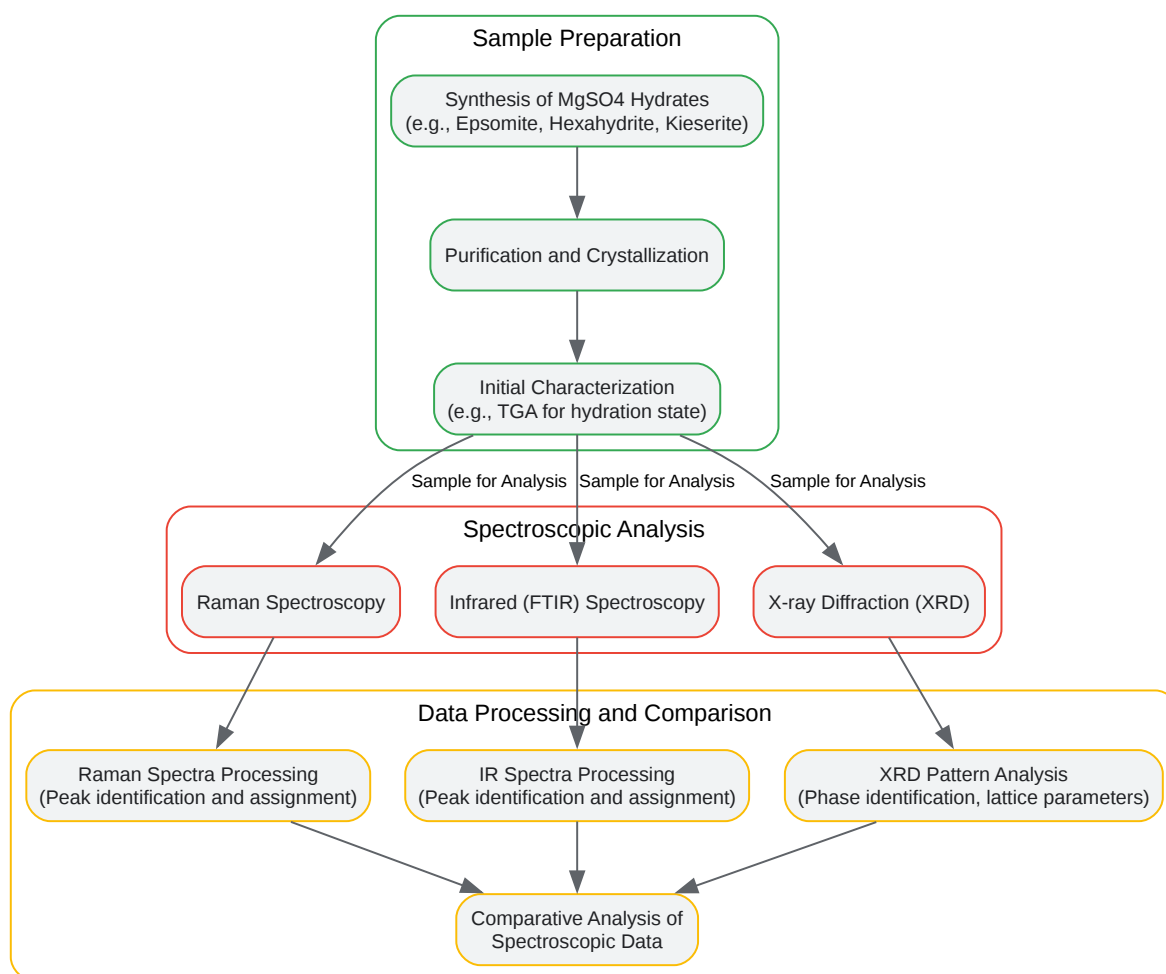 Sample Preparation
Synthesis of MgSO4 Hydrates
(e.g., Epsomite, Hexahydrite, Kieserite)
Purification and Crystallization
Initial Characterization
(e.g., TGA for hydration state)
Sample for Analysis
Sample for Analysis
Sample for Analysis
Spectroscopic Analysis
Raman Spectroscopy
Infrared (FTIR) Spectroscopy
X-ray Diffraction (XRD)
Data Processing and Comparison
Raman Spectra Processing
(Peak identification and assignment)
IR Spectra Processing
(Peak identification and assignment)
XRD Pattern Analysis
(Phase identification, lattice parameters)
Comparative Analysis of
Spectroscopic Data